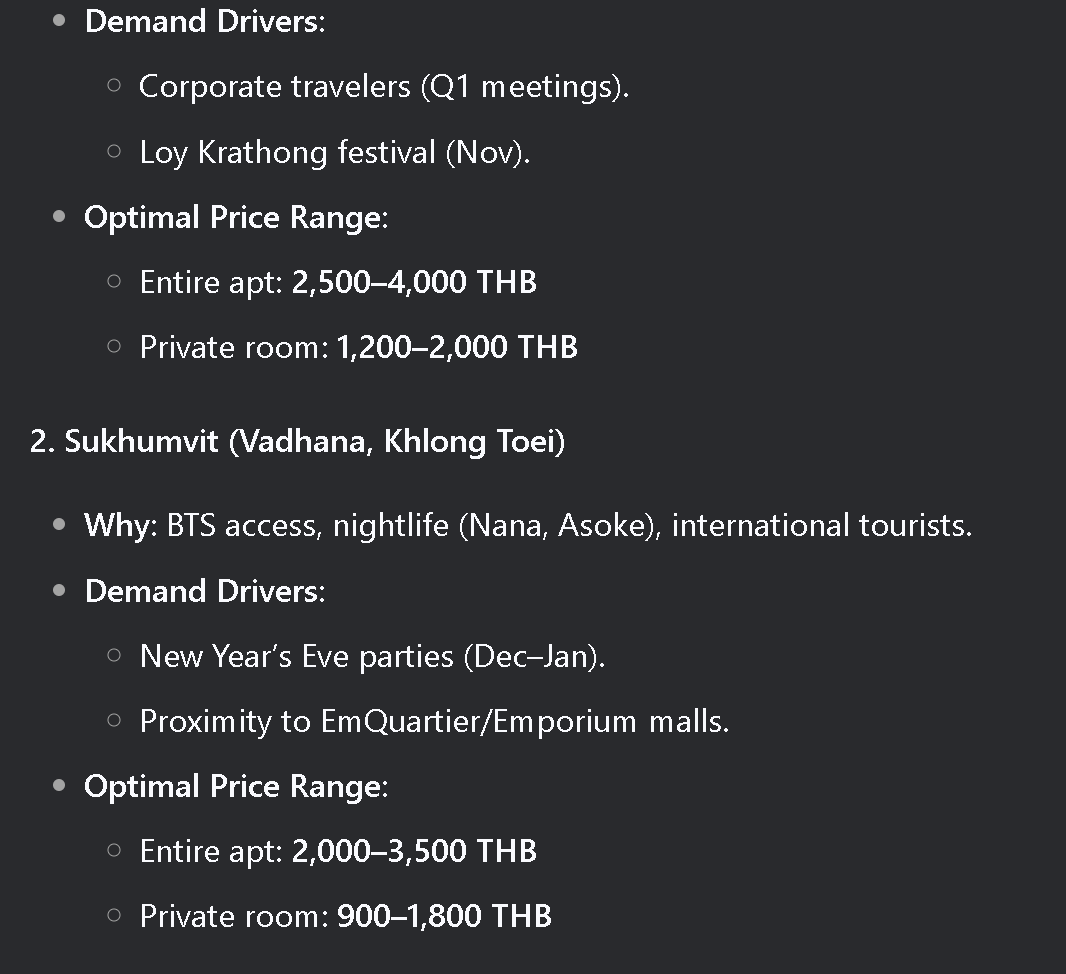 Demand Drivers:
Corporate travelers (Q1 meetings).
Loy Krathong festival (Nov).
Optimal Price Range:
Entire apt: 2,500–4,000 THB
Private room: 1,200–2,000 THB
2. Sukhumvit (Vadhana, Khlong Toei)
Why: BTS access, nightlife (Nana, Asoke), international tourists.
Demand Drivers:
New Year’s Eve parties (Dec–Jan).
Proximity to EmQuartier/Emporium malls.
Optimal Price Range:
Entire apt: 2,000–3,500 THB
Private room: 900–1,800 THB